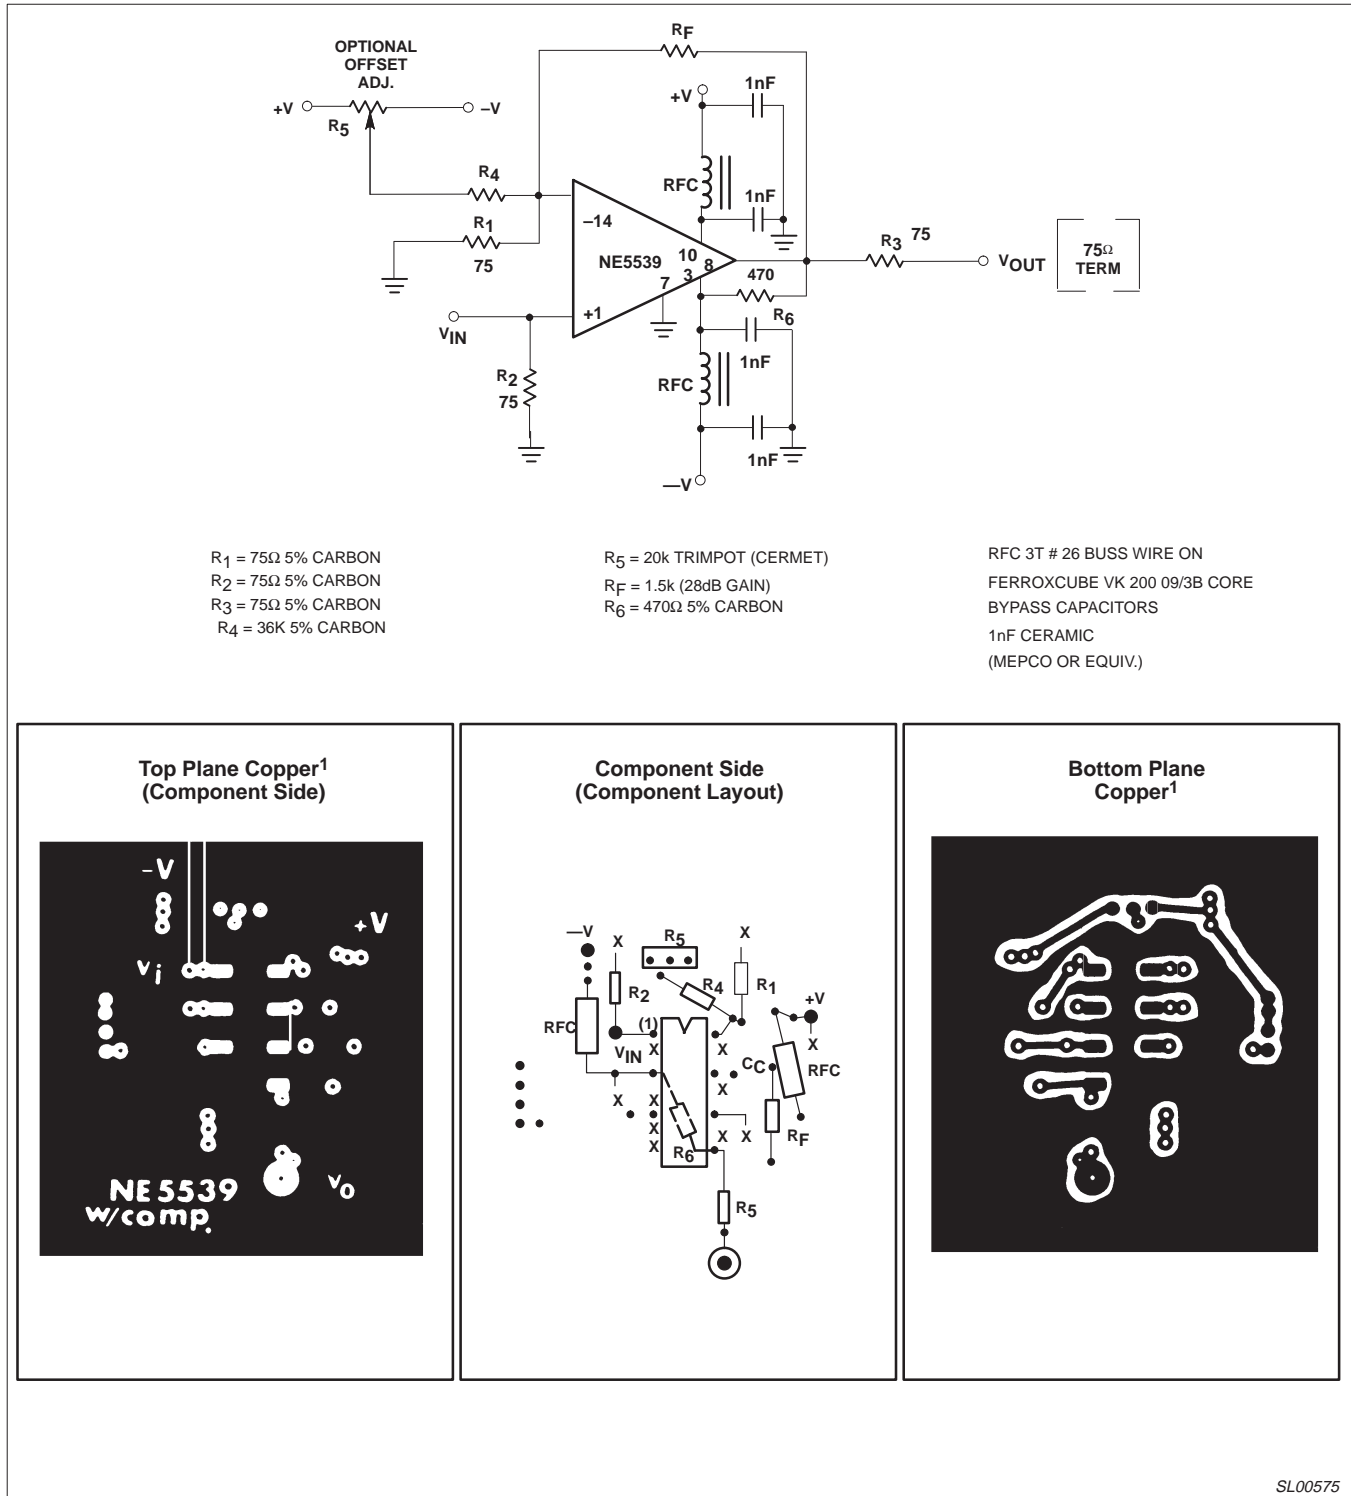 OPTIONAL
OFFSET
ADJ.
+V
–V
R5
RF
+V
1nF
RFC
1nF
R4
R1
75
–14
NE5539
10
8
3
7
+1
VIN
R2
75
470
R6
1nF
RFC
1nF
—V
R3 75
VOUT
75Ω
TERM
R1 = 75Ω 5% CARBON
R2 = 75Ω 5% CARBON
R3 = 75Ω 5% CARBON
R4 = 36K 5% CARBON
R5 = 20k TRIMPOT (CERMET)
RF = 1.5k (28dB GAIN)
R6 = 470Ω 5% CARBON
RFC 3T # 26 BUSS WIRE ON
FERROXCUBE VK 200 09/3B CORE
BYPASS CAPACITORS
1nF CERAMIC
(MEPCO OR EQUIV.)
Top Plane Copper1
(Component Side)
-V
+V
vi
NE5539
w/comp.
vo
Component Side
(Component Layout)
—V
X
R5
X
R2
R4
R1
+V
RFC
(1)
VIN
X
X
X
CC
RFC
X
X
X
X
X
X
X
R6
RF
R5
Bottom Plane
Copper1
SL00575